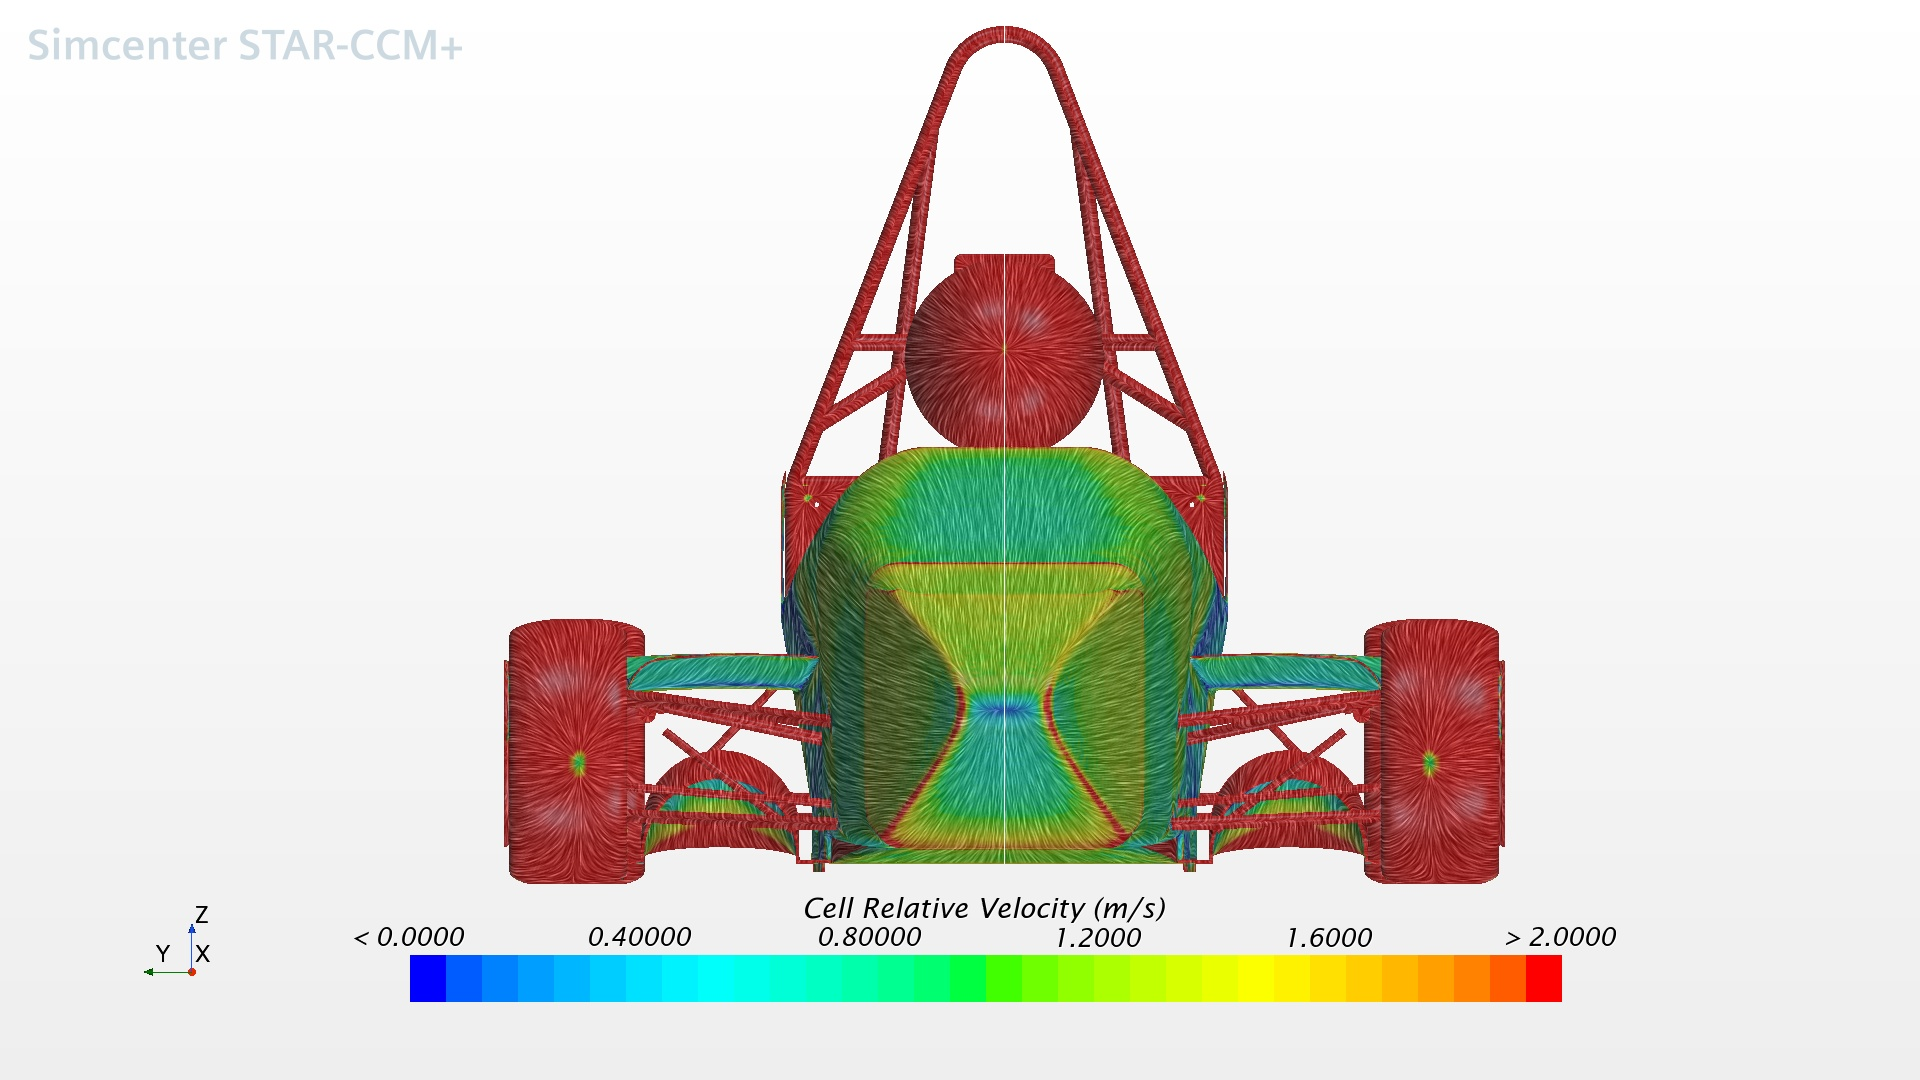 Simcenter STAR-CCM+
Z
Y X
Cell Relative Velocity (m/s)
< 0.0000 0.40000 0.80000 1.2000 1.6000 > 2.0000